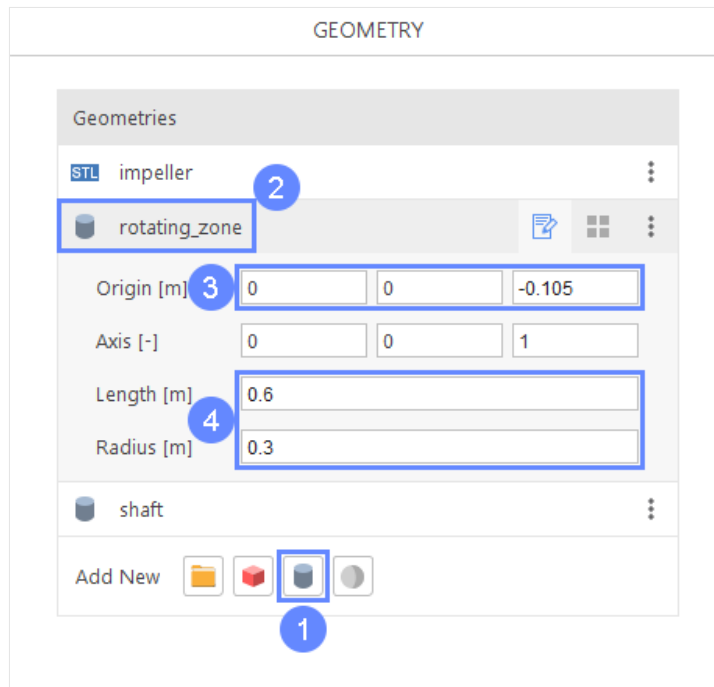 GEOMETRY
Geometries
STL impeller
2
rotating_zone
Origin [m] 3 0 0 -0.105
Axis [-] 0 0 1
Length [m] 0.6
4
Radius [m] 0.3
shaft
Add New
1